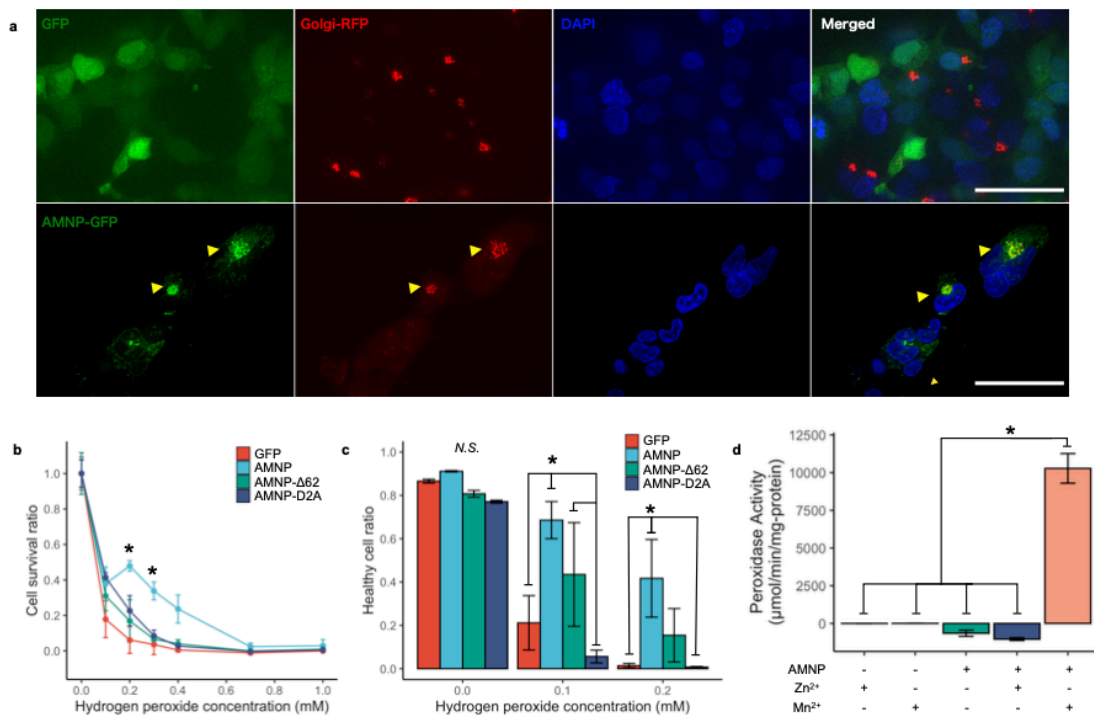 a
GFP Golgi-RFP DAPI Merged
AMNP-GFP
b
GFP
AMNP
AMNP-Δ62
AMNP-D2A
Cell survival ratio
1.0
0.8
0.6
0.4
0.2
0.0
* *
0.0 0.2 0.4 0.6 0.8 1.0
Hydrogen peroxide concentration (mM)
c
N.S.
GFP
AMNP
AMNP-Δ62
AMNP-D2A
Healthy cell ratio
1.0
0.8
0.6
0.4
0.2
0.0
* *
0.0 0.1 0.2
Hydrogen peroxide concentration (mM)
d
*
Peroxidase Activity
(μmol/min/mg-protein)
12500
10000
7500
5000
2500
0
AMNP - - + + +
Zn²⁺ + - - + -
Mn²⁺ - + - - +